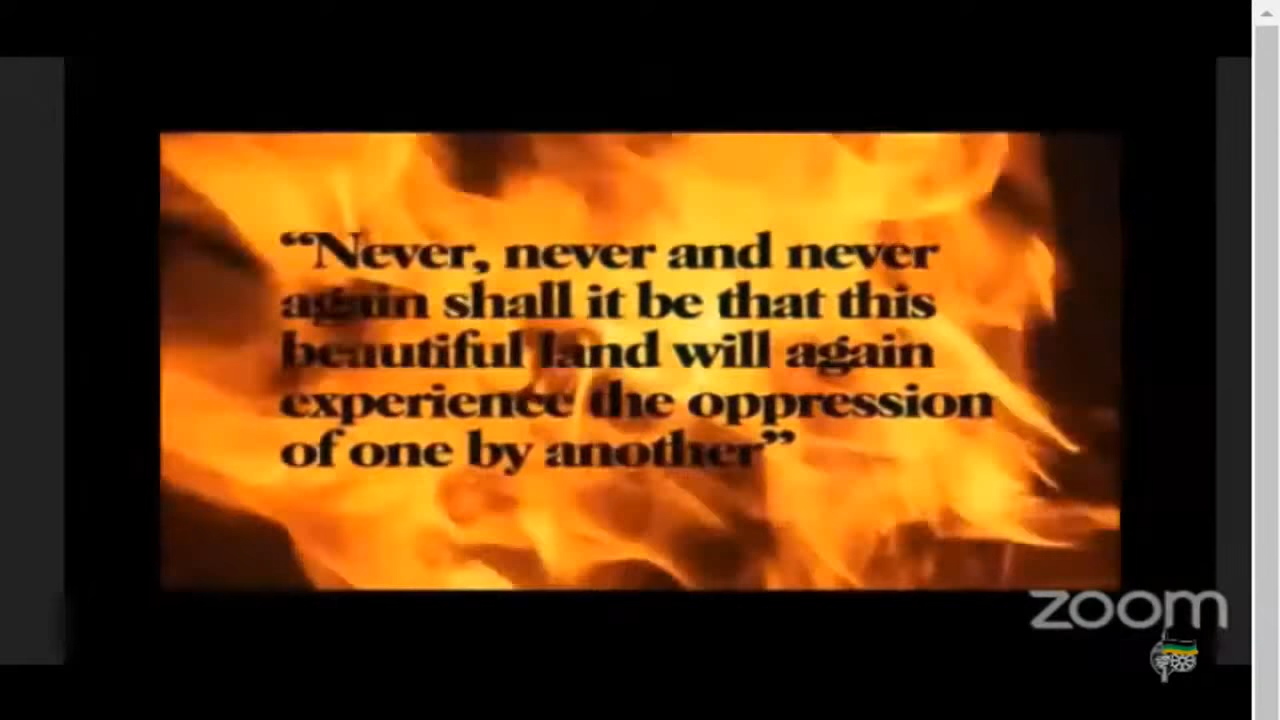 “Never, never and never
again shall it be that this
beautiful land will again
experience the oppression
of one by another”
zoom